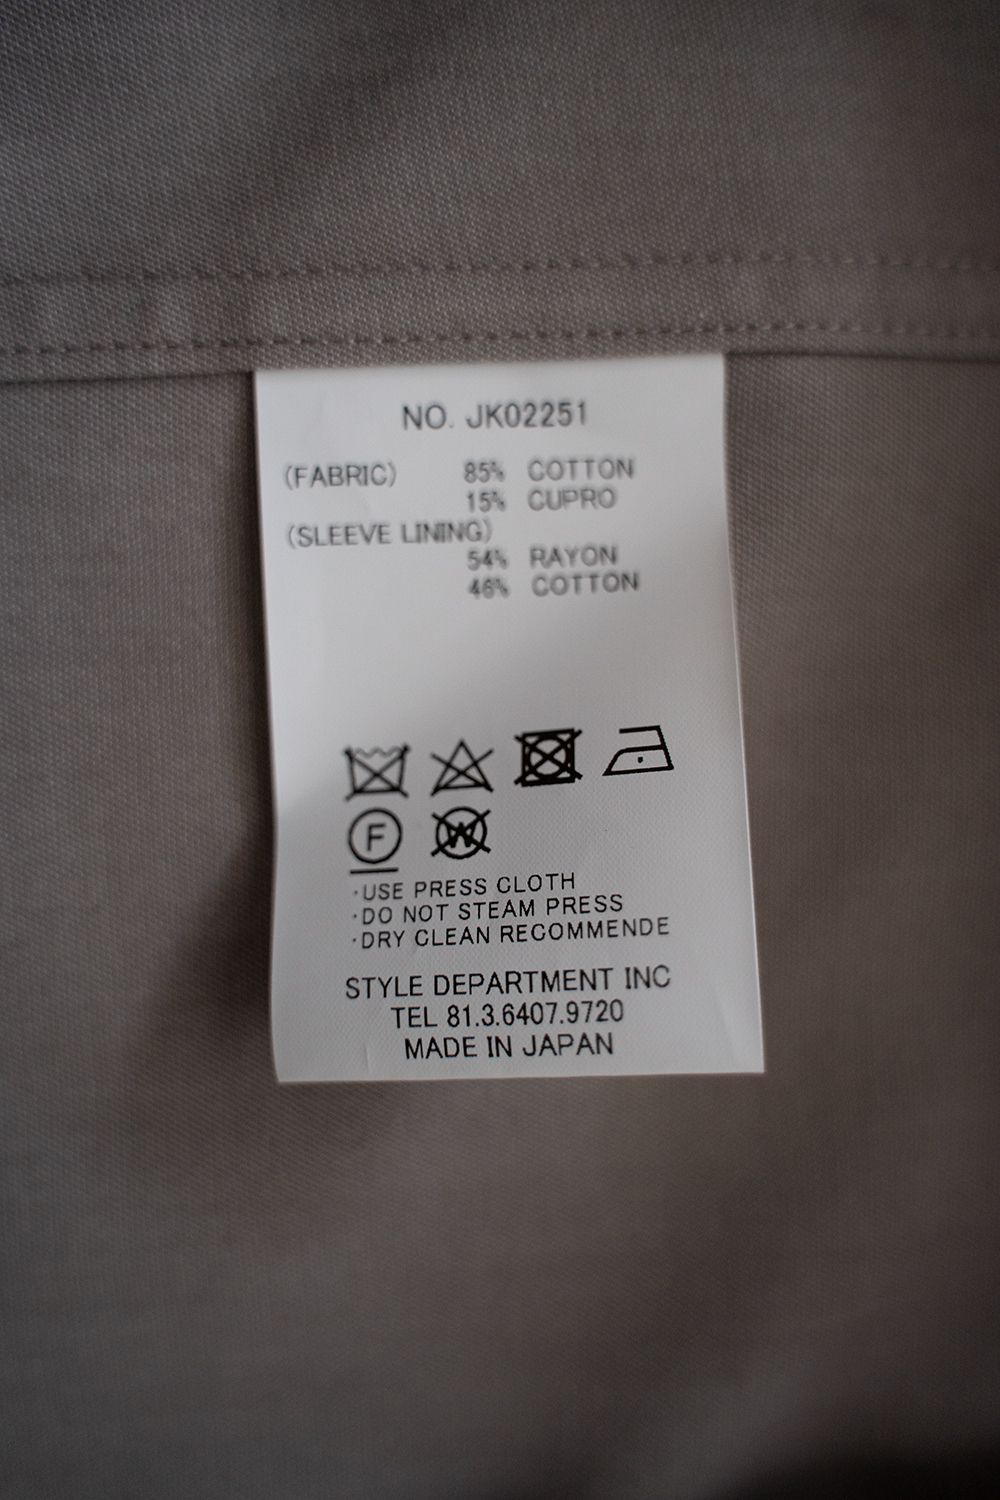 NO. JK02251
(FABRIC) 85% COTTON
15% CUPRO
(SLEEVE LINING)
54% RAYON
46% COTTON
F W
·USE PRESS CLOTH
·DO NOT STEAM PRESS
·DRY CLEAN RECOMMENDE
STYLE DEPARTMENT INC
TEL 81.3.6407.9720
MADE IN JAPAN